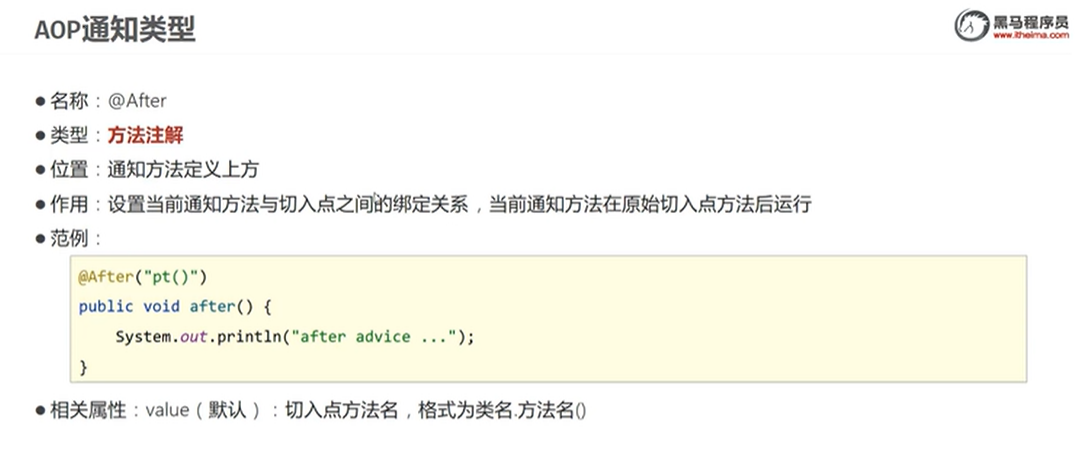 AOP通知类型
黑马程序员
www.itheima.com
● 名称：@After
● 类型：方法注解
● 位置：通知方法定义上方
● 作用：设置当前通知方法与切入点之间的绑定关系，当前通知方法在原始切入点方法后运行
● 范例：
@After("pt()")
public void after() {
    System.out.println("after advice ...");
}
● 相关属性：value（默认）：切入点方法名，格式为类名.方法名()